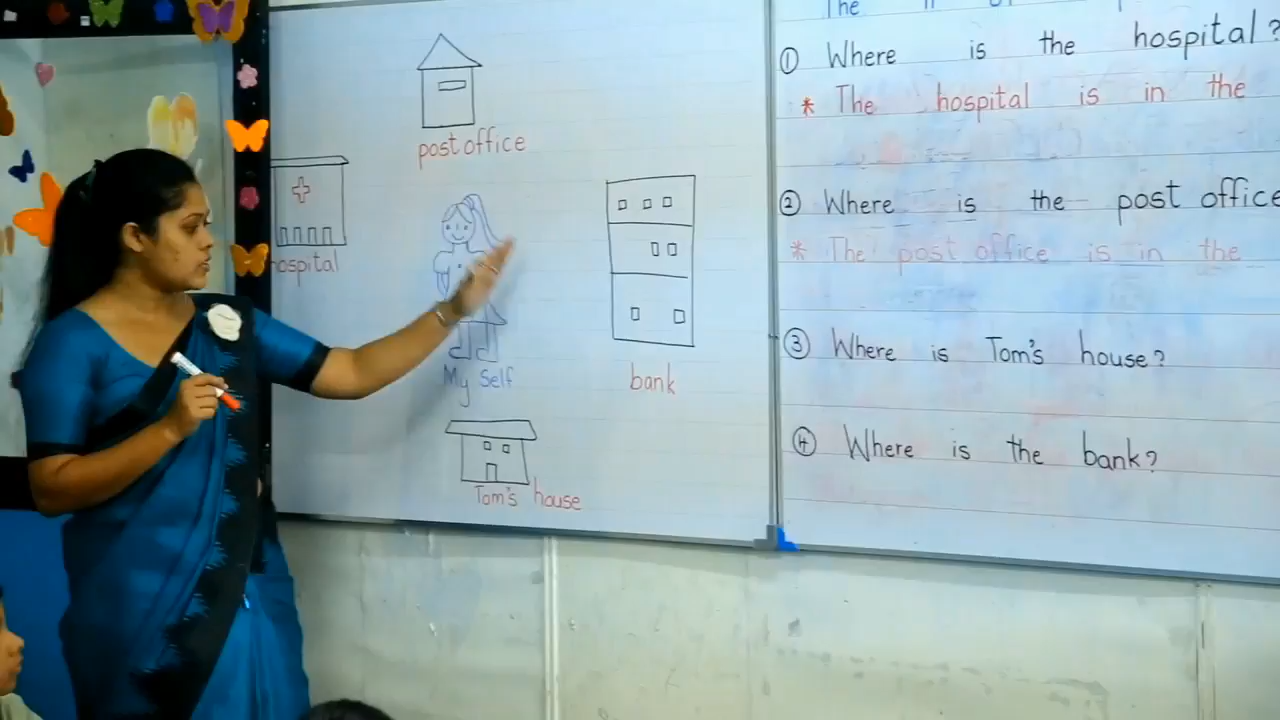 post office
hospital
My Self
bank
Tom's house
The
① Where is the hospital?
* The hospital is in the
② Where is the post office
* The post office is in the
③ Where is Tom's house?
④ Where is the bank?